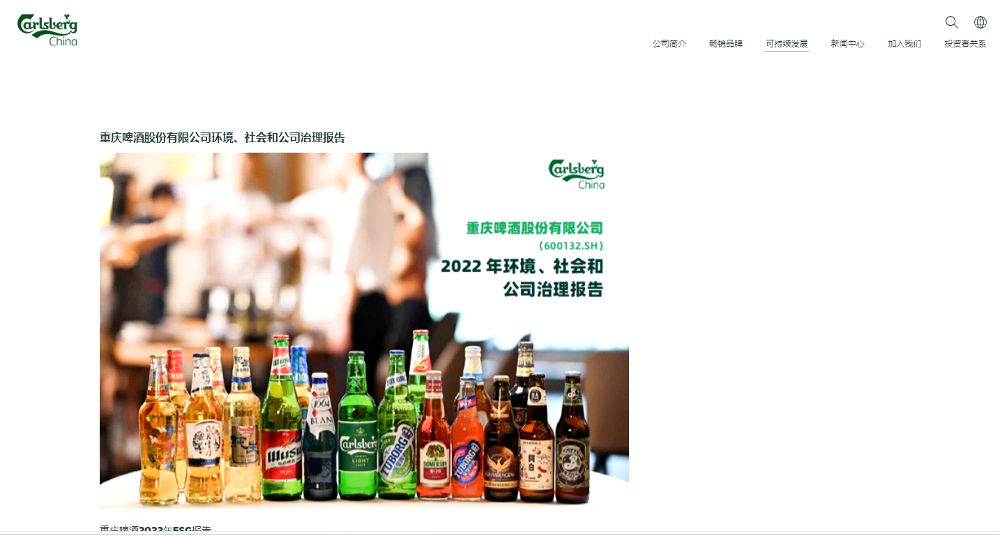 Carlsberg
China
公司简介 畅销品牌 可持续发展 新闻中心 加入我们 投资者关系
重庆啤酒股份有限公司环境、社会和公司治理报告
Carlsberg
China
重庆啤酒股份有限公司
(600132.SH)
2022 年环境、社会和
公司治理报告
1664
BLANC
WUSU
纯生
Carlsberg
LIGHT
TUBORG
SOMERSBY
TUBORG
GRIMBERGEN
BROOKLYN
重庆啤酒2022年ESG报告